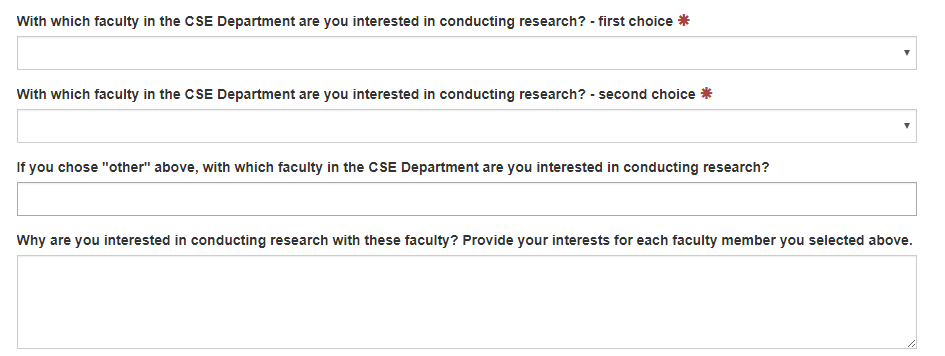 With which faculty in the CSE Department are you interested in conducting research? - first choice *
With which faculty in the CSE Department are you interested in conducting research? - second choice *
If you chose "other" above, with which faculty in the CSE Department are you interested in conducting research?
Why are you interested in conducting research with these faculty? Provide your interests for each faculty member you selected above.